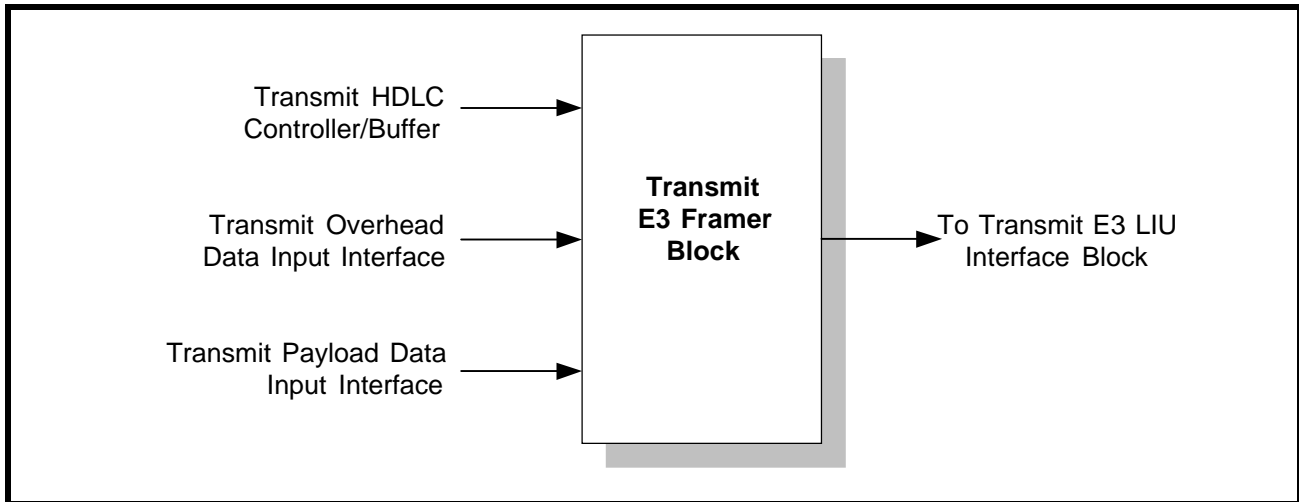 Transmit HDLC
Controller/Buffer
Transmit Overhead
Data Input Interface
Transmit Payload Data
Input Interface
Transmit
E3 Framer
Block
To Transmit E3 LIU
Interface Block